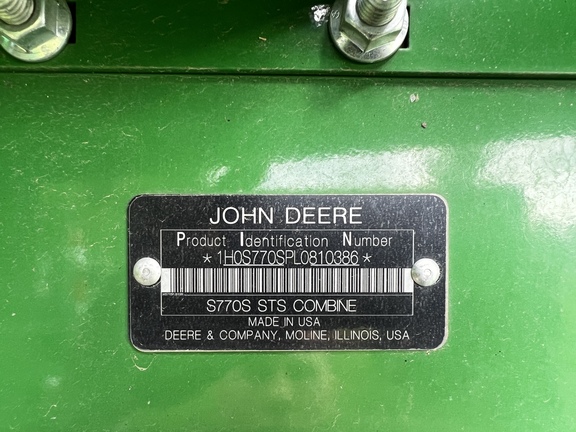 JOHN DEERE
Product Identification Number
* 1H0S770SPL0810386 *
S770S STS COMBINE
MADE IN USA
DEERE & COMPANY, MOLINE, ILLINOIS, USA